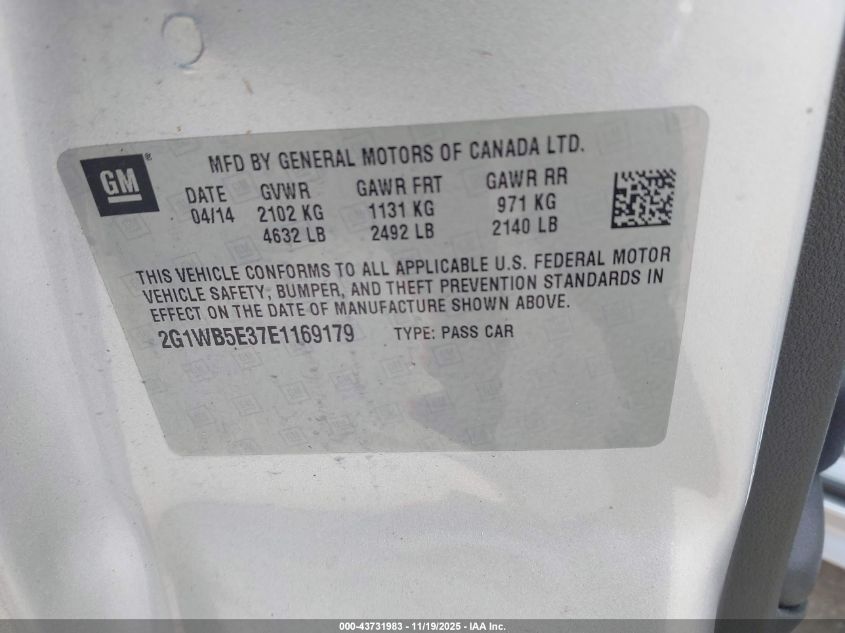 GM®
MFD BY GENERAL MOTORS OF CANADA LTD.
DATE GVWR GAWR FRT GAWR RR
04/14 2102 KG 1131 KG 971 KG
4632 LB 2492 LB 2140 LB
THIS VEHICLE CONFORMS TO ALL APPLICABLE U.S. FEDERAL MOTOR
VEHICLE SAFETY, BUMPER, AND THEFT PREVENTION STANDARDS IN
EFFECT ON THE DATE OF MANUFACTURE SHOWN ABOVE.
2G1WB5E37E1169179 TYPE: PASS CAR
000-43731983 - 11/19/2025 - IAA Inc.